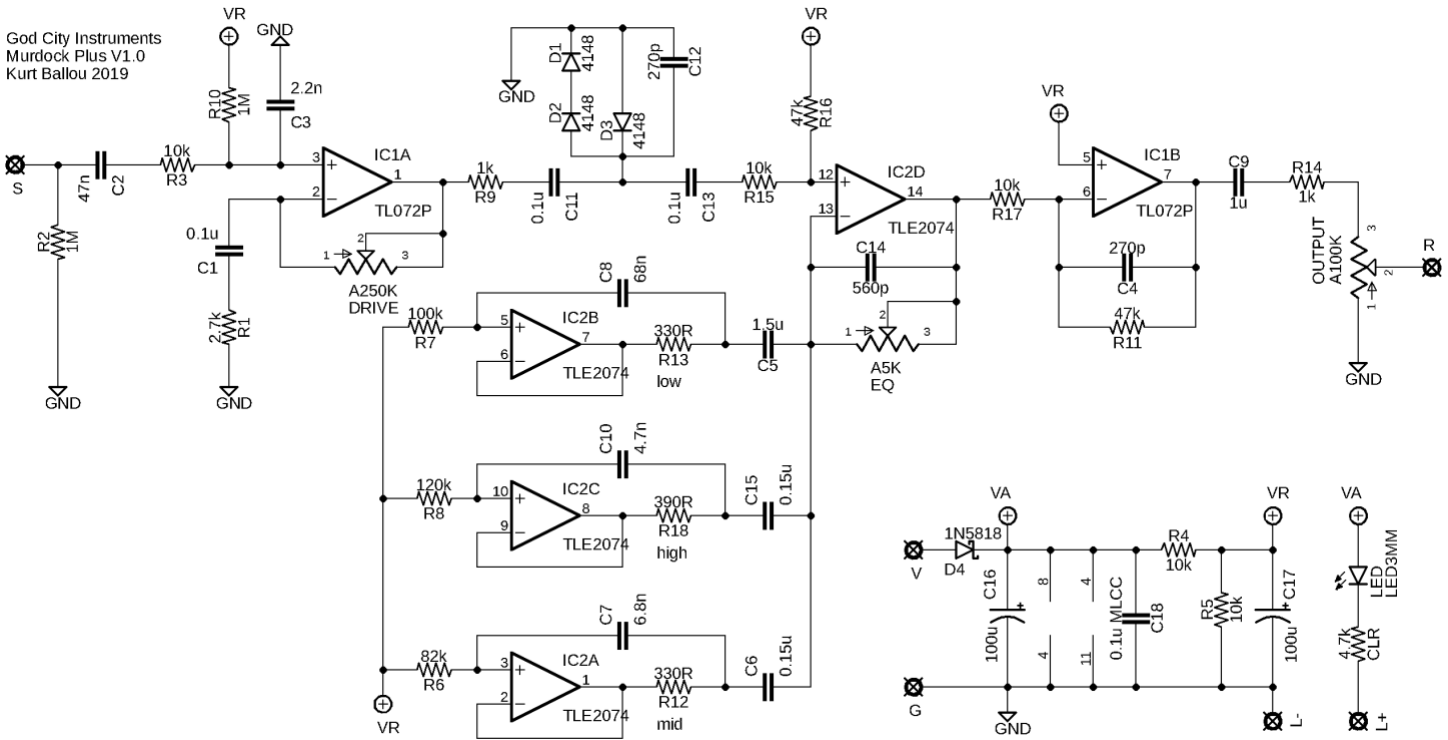 God City Instruments
Murdock Plus V1.0
Kurt Ballou 2019
VR
GND
R10
1M
2.2n
C3
S
47n
C2
10k
R3
R2
1M
GND
3
2
1
IC1A
TL072P
0.1u
C1
2.7k
R1
GND
1
2
3
A250K
DRIVE
1k
R9
0.1u
C11
GND
D1
4148
D2
4148
D3
4148
270p
C12
0.1u
C13
10k
R15
VR
47k
R16
12
13
14
IC2D
TLE2074
C14
560p
1
2
3
A5K
EQ
10k
R17
VR
5
6
7
IC1B
TL072P
270p
C4
47k
R11
C9
1u
R14
1k
OUTPUT
A100K
3
2
1
R
GND
100k
R7
5
6
7
IC2B
TLE2074
C8
68n
330R
R13
low
1.5u
C5
120k
R8
10
9
8
IC2C
TLE2074
C10
4.7n
390R
R18
high
C15
0.15u
82k
R6
VR
3
2
1
IC2A
TLE2074
C7
6.8n
330R
R12
mid
C6
0.15u
V
1N5818
D4
VA
C16
100u
8
4
4
11
0.1u MLCC
C18
R4
10k
R5
10k
VR
C17
100u
G
GND
L-
VA
LED
LED3MM
4.7k
CLR
L+